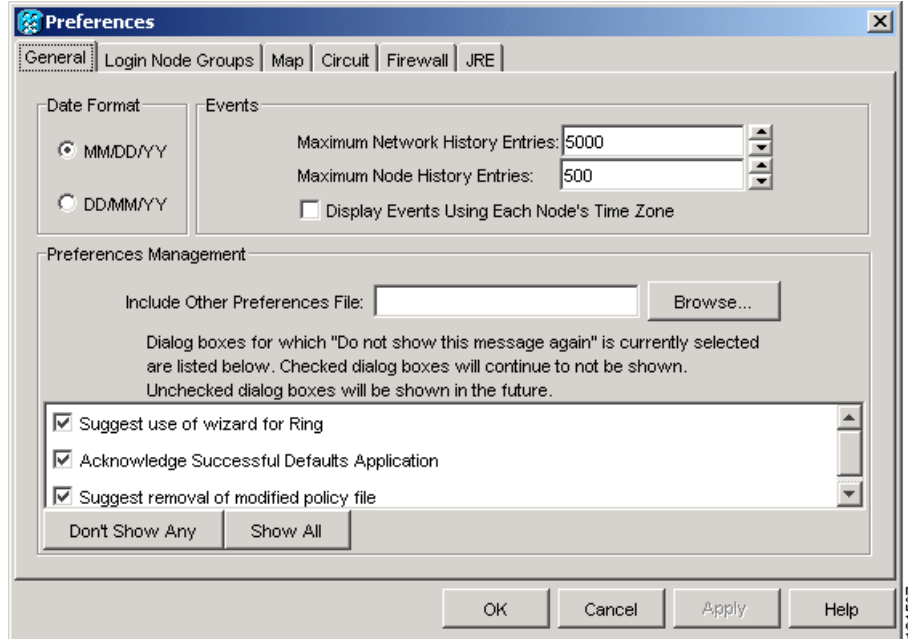 Preferences
General Login Node Groups Map Circuit Firewall JRE
Date Format
MM/DD/YY
DD/MM/YY
Events
Maximum Network History Entries: 5000
Maximum Node History Entries: 500
Display Events Using Each Node's Time Zone
Preferences Management
Include Other Preferences File: Browse...
Dialog boxes for which "Do not show this message again" is currently selected
are listed below. Checked dialog boxes will continue to not be shown.
Unchecked dialog boxes will be shown in the future.
Suggest use of wizard for Ring
Acknowledge Successful Defaults Application
Suggest removal of modified policy file
Don't Show Any Show All
OK Cancel Apply Help